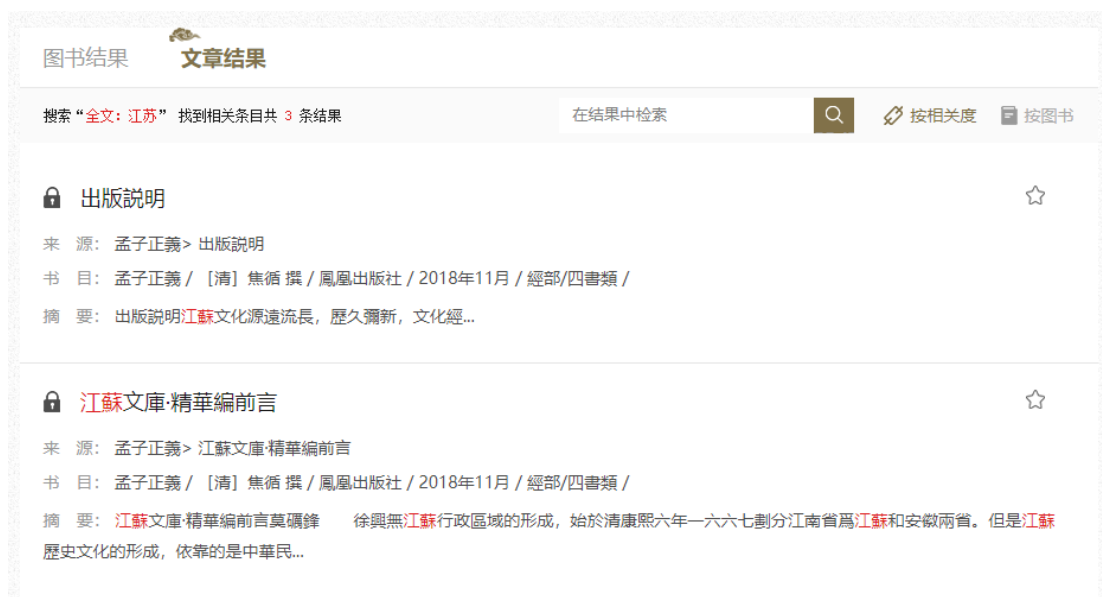 图书结果 文章结果
搜索“全文：江苏” 找到相关条目共 3 条结果 在结果中检索 按相关度 按图书
出版説明
来 源： 孟子正義> 出版説明
书 目： 孟子正義 / ［清］焦循 撰 / 鳳凰出版社 / 2018年11月 / 經部/四書類 /
摘 要： 出版説明江蘇文化源遠流長，歷久彌新，文化經...
江蘇文庫·精華編前言
来 源： 孟子正義> 江蘇文庫·精華編前言
书 目： 孟子正義 / ［清］焦循 撰 / 鳳凰出版社 / 2018年11月 / 經部/四書類 /
摘 要： 江蘇文庫·精華編前言莫礪鋒 徐興無江蘇行政區域的形成，始於清康熙六年一六六七劃分江南省爲江蘇和安徽兩省。但是江蘇
歷史文化的形成，依靠的是中華民...